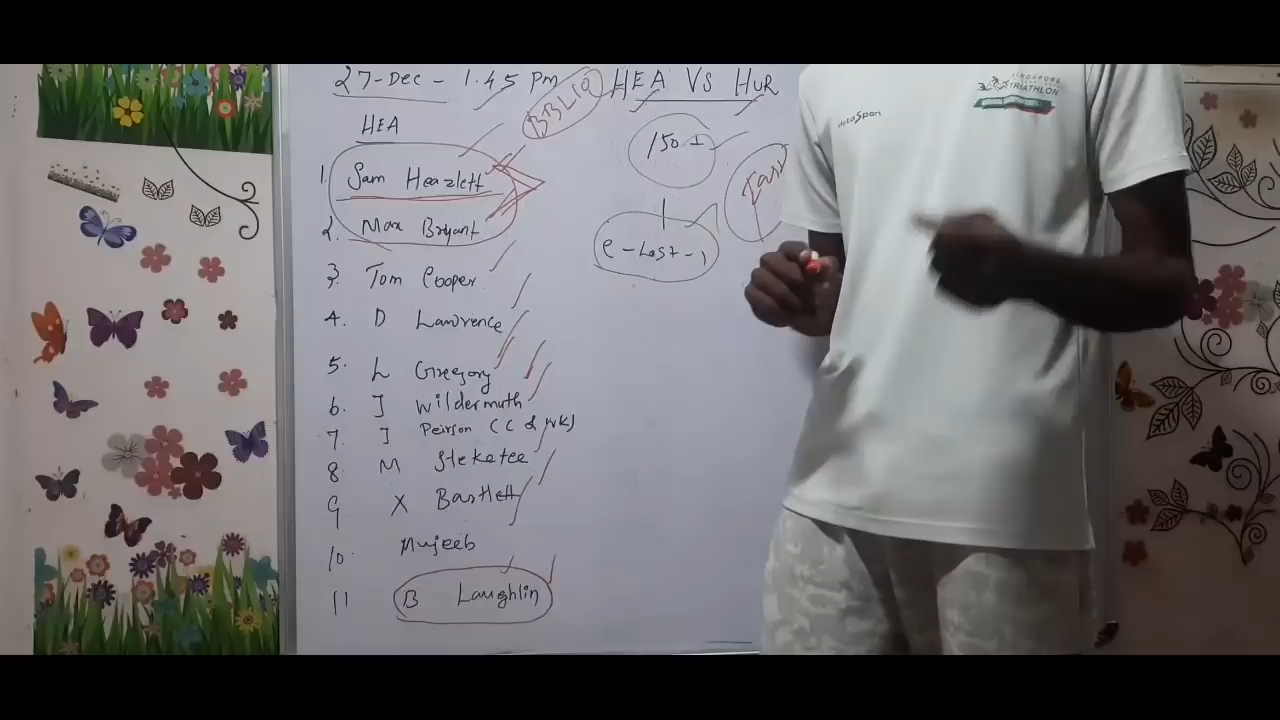 27-Dec - 1.45 pm HEA VS HUR
BBL10
HEA
150 I
1. Sam Heazlett
2. Max Bryant
e-Last-1
3. Tom Cooper
4. D Lawrence
5. L Gregory
6. J Wildermuth
7. J Peirson (C & WK)
8. M Steketee
9 X Bartlett
10. Mujeeb
11 B Laughlin
SINGAPORE
TRIATHLON